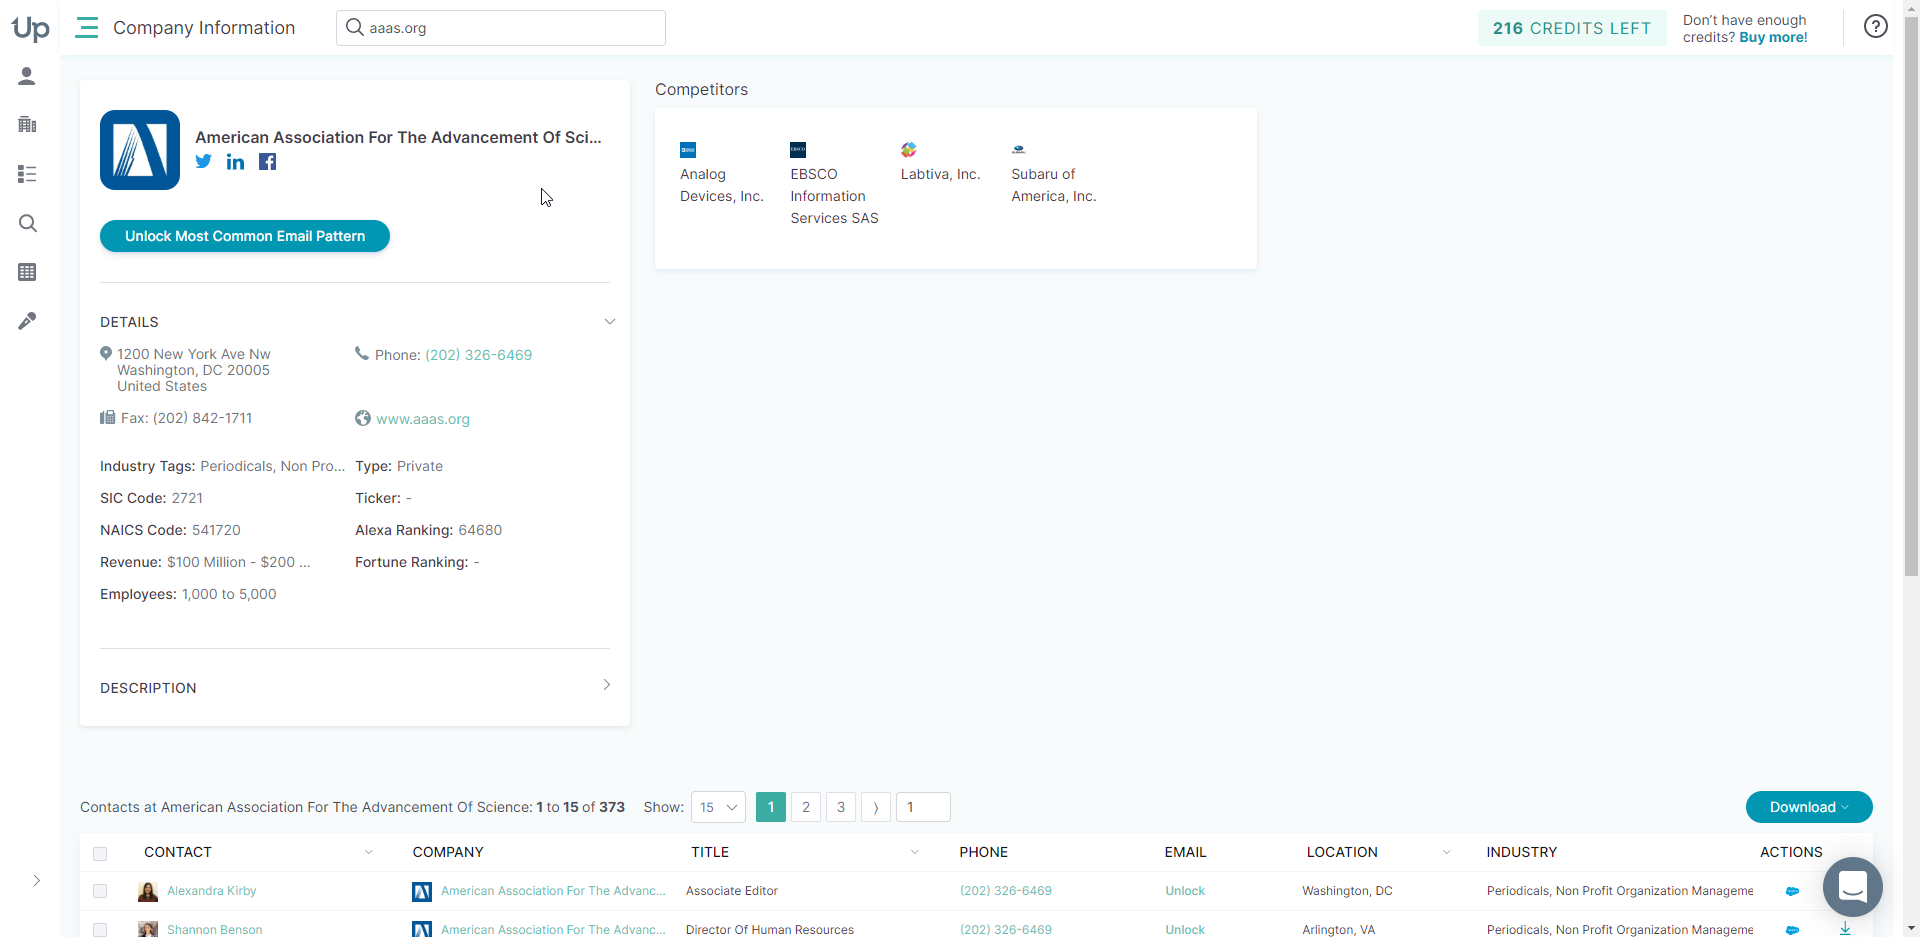 Up
Company Information
aaas.org
216 CREDITS LEFT
Don't have enough
credits? Buy more!
?
American Association For The Advancement Of Sci...
Unlock Most Common Email Pattern
DETAILS
1200 New York Ave Nw
Washington, DC 20005
United States
Phone: (202) 326-6469
Fax: (202) 842-1711
www.aaas.org
Industry Tags: Periodicals, Non Pro...
Type: Private
SIC Code: 2721
Ticker: -
NAICS Code: 541720
Alexa Ranking: 64680
Revenue: $100 Million - $200 ...
Fortune Ranking: -
Employees: 1,000 to 5,000
DESCRIPTION
Competitors
Analog
Devices, Inc.
EBSCO
Information
Services SAS
Labtiva, Inc.
Subaru of
America, Inc.
Contacts at American Association For The Advancement Of Science: 1 to 15 of 373
Show: 15
1 2 3 ⟩ 1
Download
CONTACT COMPANY TITLE PHONE EMAIL LOCATION INDUSTRY ACTIONS
Alexandra Kirby American Association For The Advanc... Associate Editor (202) 326-6469 Unlock Washington, DC Periodicals, Non Profit Organization Manageme
Shannon Benson American Association For The Advanc... Director Of Human Resources (202) 326-6469 Unlock Arlington, VA Periodicals, Non Profit Organization Manageme